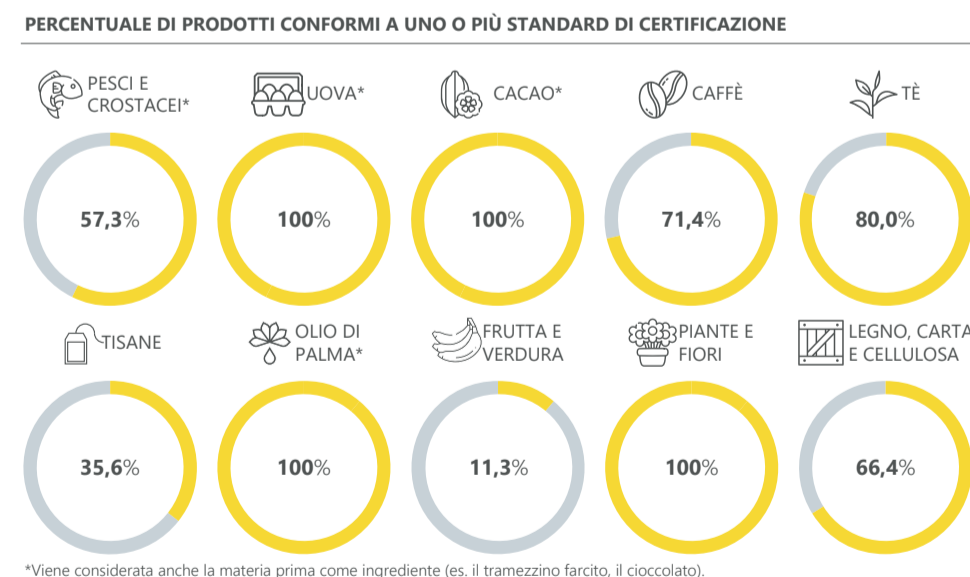 PERCENTUALE DI PRODOTTI CONFORMI A UNO O PIÙ STANDARD DI CERTIFICAZIONE
PESCI E
CROSTACEI*
UOVA*
CACAO*
CAFFÈ
TÈ
57,3%
100%
100%
71,4%
80,0%
TISANE
OLIO DI
PALMA*
FRUTTA E
VERDURA
PIANTE E
FIORI
LEGNO, CARTA
E CELLULOSA
35,6%
100%
11,3%
100%
66,4%
*Viene considerata anche la materia prima come ingrediente (es. il tramezzino farcito, il cioccolato).